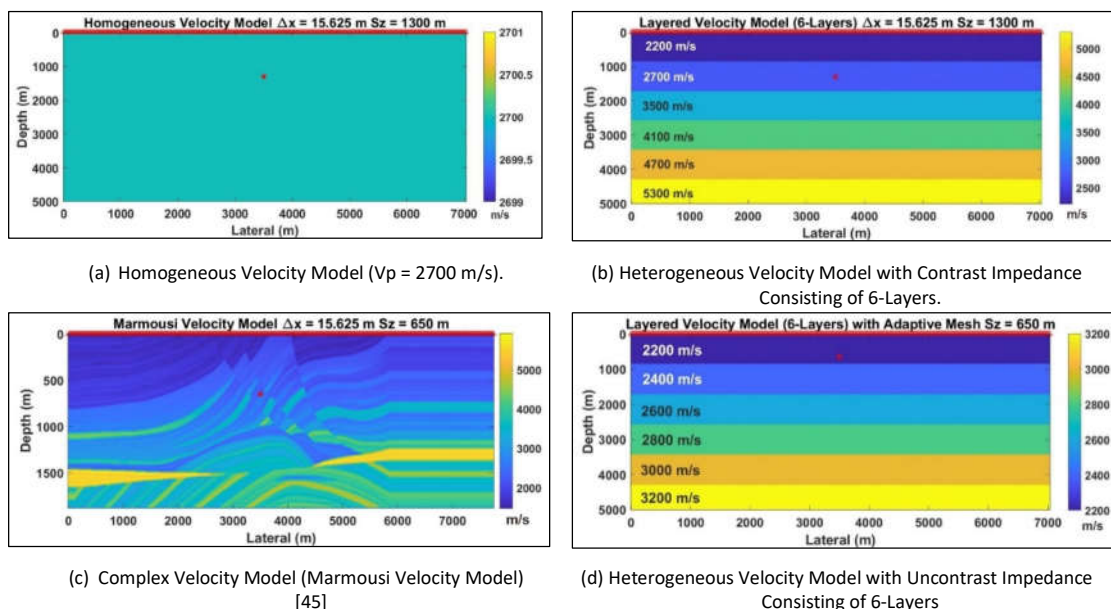 Homogeneous Velocity Model Δx = 15.625 m Sz = 1300 m
0
1000
2000
3000
4000
5000
Depth (m)
0 1000 2000 3000 4000 5000 6000 7000
Lateral (m)
2701
2700.5
2700
2699.5
2699
m/s
(a) Homogeneous Velocity Model (Vp = 2700 m/s).
Layered Velocity Model (6-Layers) Δx = 15.625 m Sz = 1300 m
0
1000
2000
3000
4000
5000
Depth (m)
2200 m/s
2700 m/s
3500 m/s
4100 m/s
4700 m/s
5300 m/s
0 1000 2000 3000 4000 5000 6000 7000
Lateral (m)
5000
4500
4000
3500
3000
2500
m/s
(b) Heterogeneous Velocity Model with Contrast Impedance
Consisting of 6-Layers.
Marmousi Velocity Model Δx = 15.625 m Sz = 650 m
0
500
1000
1500
Depth (m)
0 1000 2000 3000 4000 5000 6000 7000
Lateral (m)
5000
4000
3000
2000
m/s
(c) Complex Velocity Model (Marmousi Velocity Model)
[45]
Layered Velocity Model (6-Layers) with Adaptive Mesh Sz = 650 m
0
1000
2000
3000
4000
5000
Depth (m)
2200 m/s
2400 m/s
2600 m/s
2800 m/s
3000 m/s
3200 m/s
0 1000 2000 3000 4000 5000 6000 7000
Lateral (m)
3200
3000
2800
2600
2400
2200
m/s
(d) Heterogeneous Velocity Model with Uncontrast Impedance
Consisting of 6-Layers